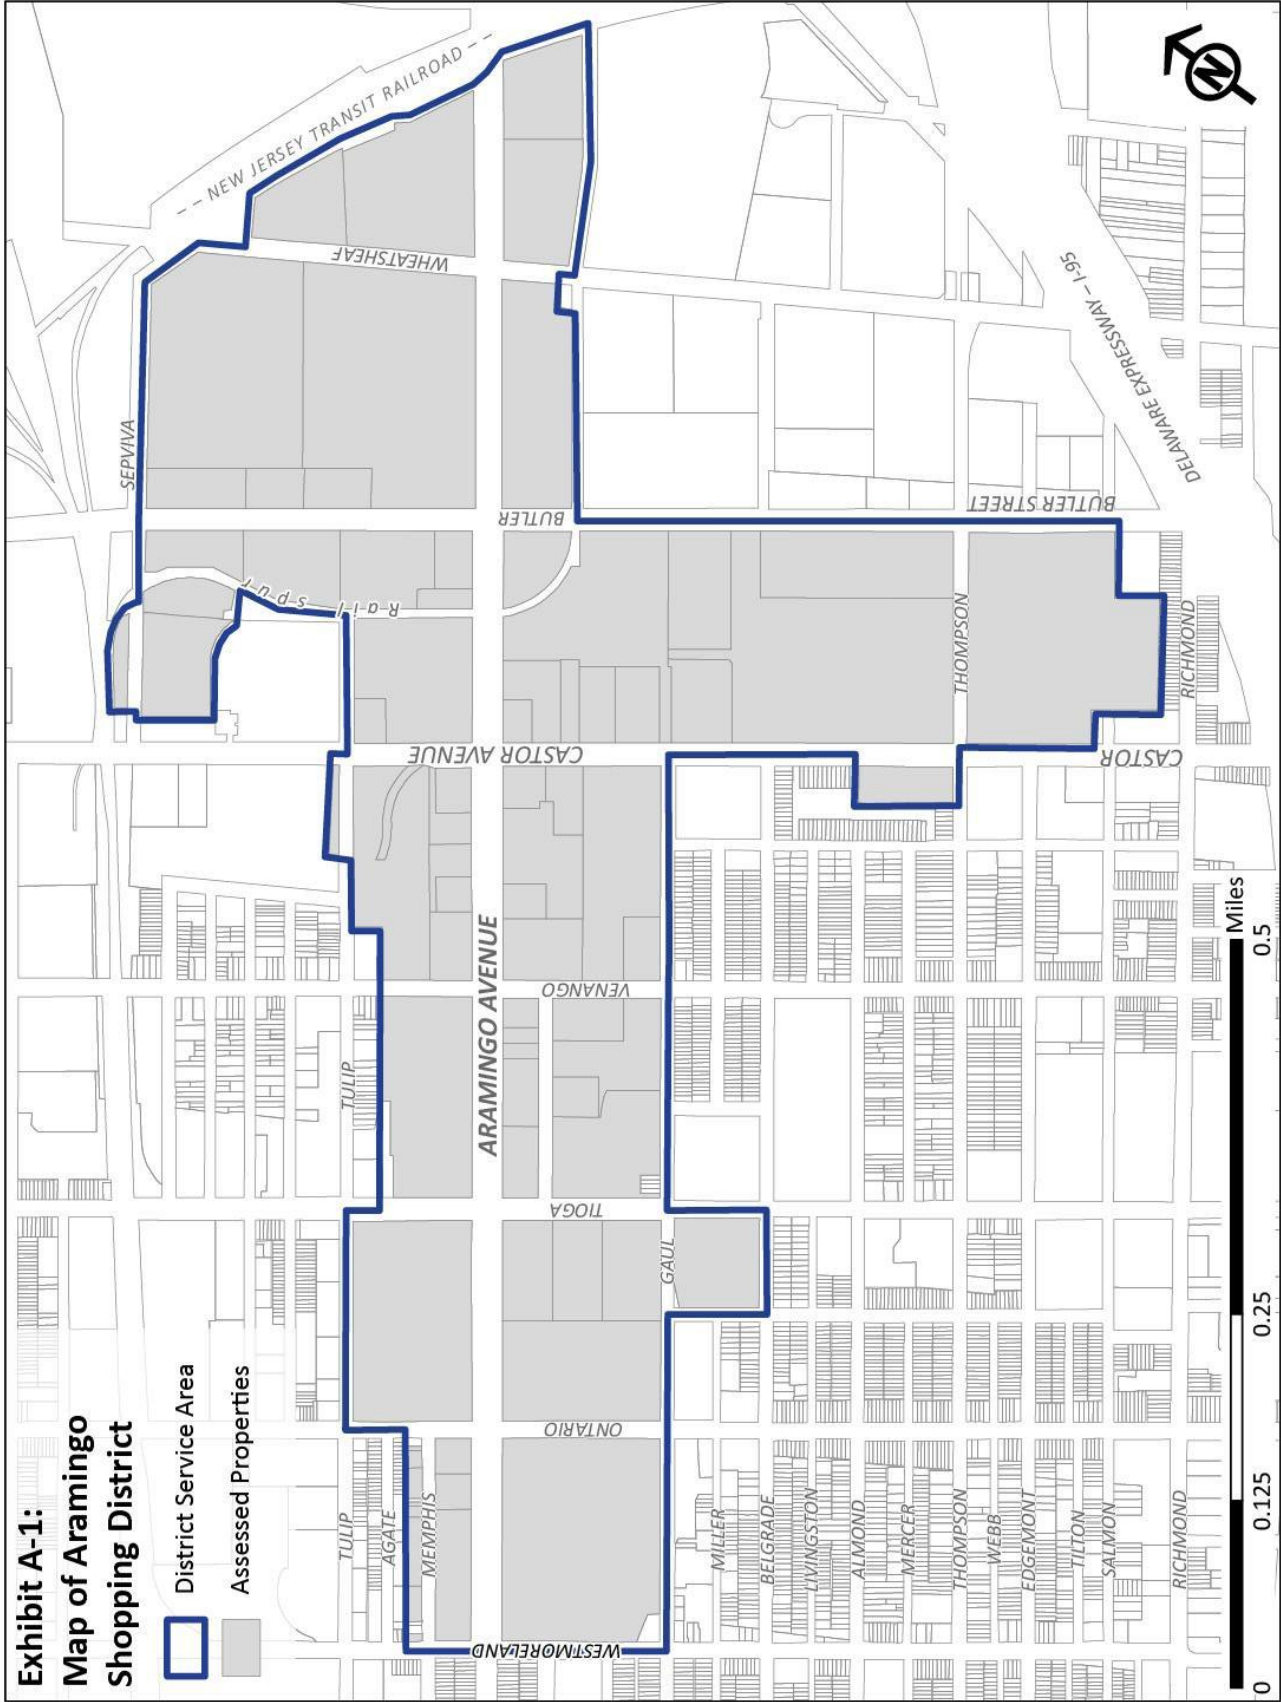 Exhibit A-1:
Map of Aramingo
Shopping District
District Service Area
Assessed Properties
-- NEW JERSEY TRANSIT RAILROAD --
SEPVIVA
WHEATSHEAF
BUTLER
Rail spur
BUTLER STREET
DELAWARE EXPRESSWAY – I-95
THOMPSON
RICHMOND
CASTOR AVENUE
CASTOR
ARAMINGO AVENUE
VENANGO
TULIP
TIOGA
GAUL
ONTARIO
WESTMORELAND
TULIP
AGATE
MEMPHIS
MILLER
BELGRADE
LIVINGSTON
ALMOND
MERCER
THOMPSON
WEBB
EDGEMONT
TILTON
SALMON
RICHMOND
N
0 0.125 0.25 0.5
Miles